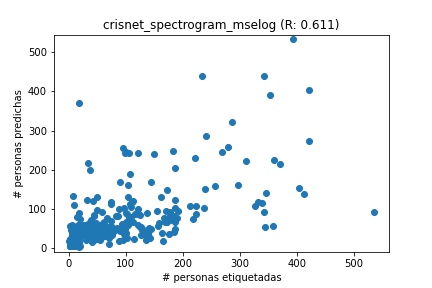 crisnet_spectrogram_mselog (R: 0.611)
500
400
300
200
100
0
# personas predichas
0 100 200 300 400 500
# personas etiquetadas